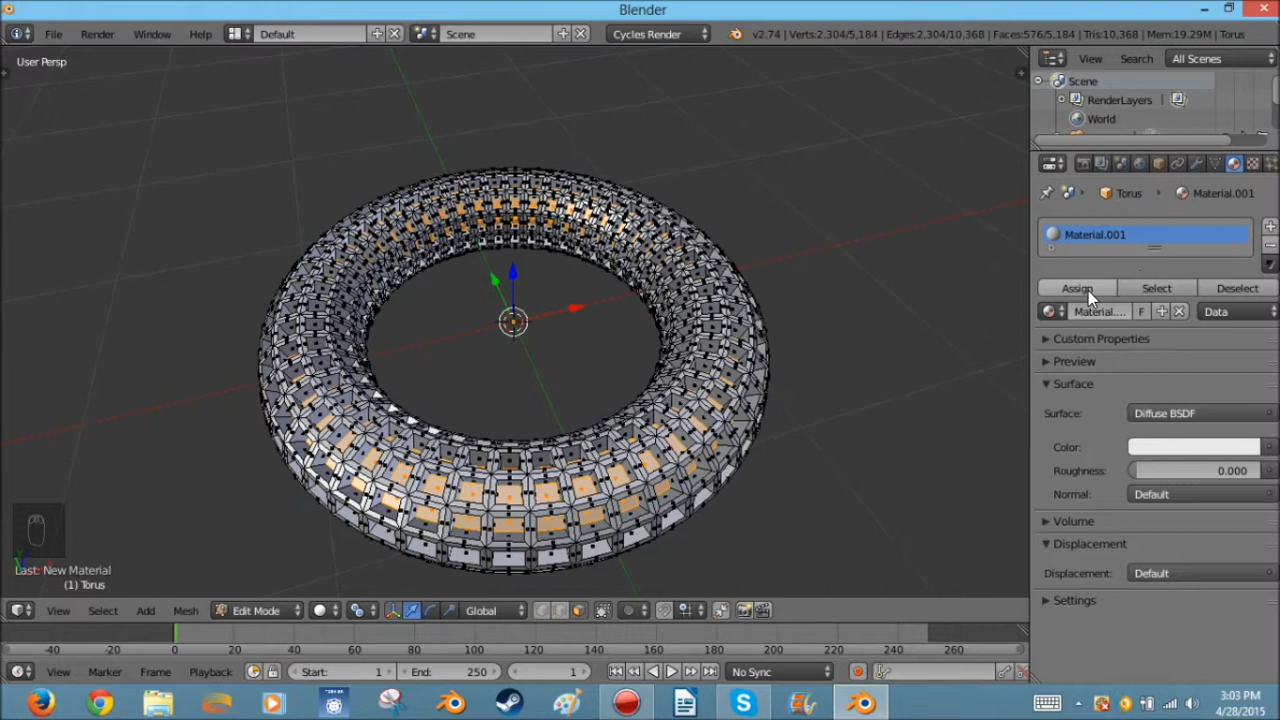 Blender
File Render Window Help Default Scene Cycles Render v2.74 | Verts:2,304/5,184 | Edges:2,304/10,368 | Faces:576/5,184 | Tris:10,368 | Mem:19.29M | Torus
User Persp
View Search All Scenes
Scene
RenderLayers
World
Torus Material.001
Material.001
Assign Select Deselect
Material.... F Data
Custom Properties
Preview
Surface
Surface: Diffuse BSDF
Color:
Roughness: 0.000
Normal: Default
Volume
Displacement
Displacement: Default
Settings
Last: New Material
(1) Torus
View Select Add Mesh Edit Mode Global
-40 -20 0 20 40 60 80 100 120 140 160 180 200 220 240 260
View Marker Frame Playback Start: 1 End: 250 1 No Sync
3:03 PM
4/28/2015